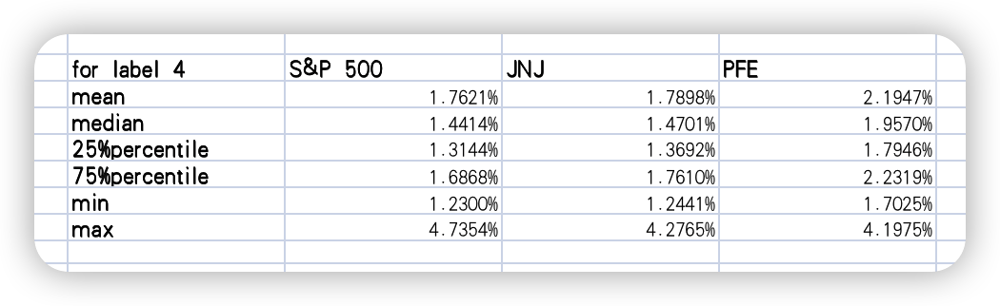 for label 4 S&P 500 JNJ PFE
mean 1.7621% 1.7898% 2.1947%
median 1.4414% 1.4701% 1.9570%
25%percentile 1.3144% 1.3692% 1.7946%
75%percentile 1.6868% 1.7610% 2.2319%
min 1.2300% 1.2441% 1.7025%
max 4.7354% 4.2765% 4.1975%